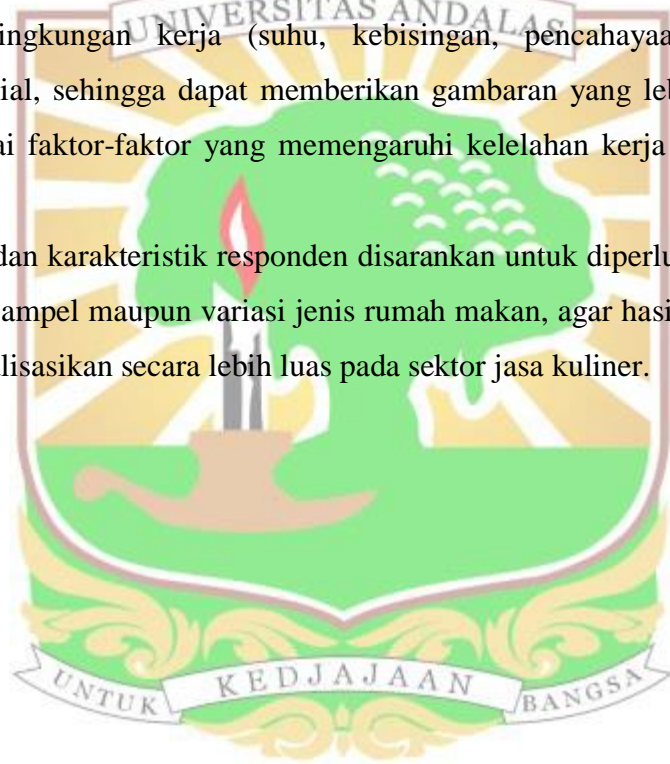 UNIVERSITAS ANDALAS
ingkungan kerja (suhu, kebisingan, pencahayaa
ial, sehingga dapat memberikan gambaran yang leb
ai faktor-faktor yang memengaruhi kelelahan kerja
dan karakteristik responden disarankan untuk diperlu
ampel maupun variasi jenis rumah makan, agar hasi
lisasikan secara lebih luas pada sektor jasa kuliner.
UNTUK KEDJAJAAN BANGSA